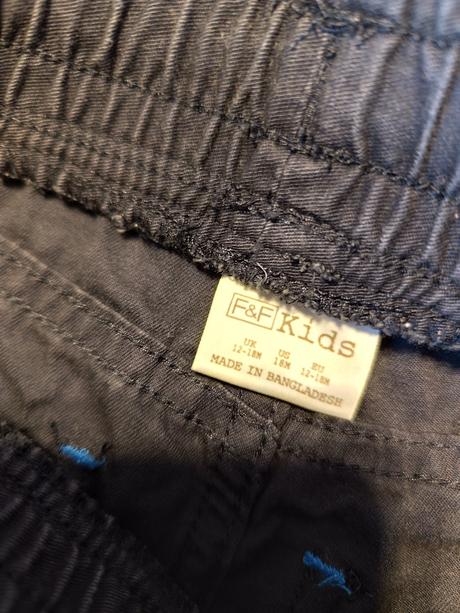 F&F Kids
UK US EU
12-18M 18M 12-18M
MADE IN BANGLADESH